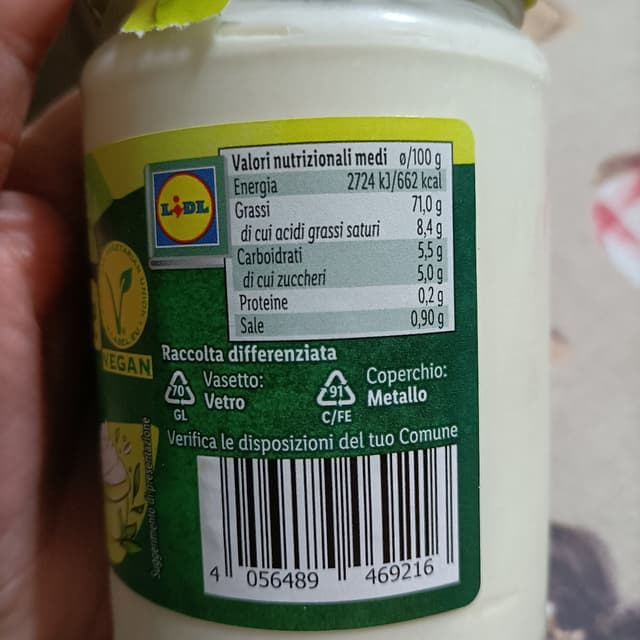 LIDL
Valori nutrizionali medi ø/100 g
Energia 2724 kJ/662 kcal
Grassi 71,0 g
di cui acidi grassi saturi 8,4 g
Carboidrati 5,5 g
di cui zuccheri 5,0 g
Proteine 0,2 g
Sale 0,90 g
VEGAN
Raccolta differenziata
70
GL
Vasetto:
Vetro
91
C/FE
Coperchio:
Metallo
Verifica le disposizioni del tuo Comune
Suggerimento di presentazione
4 056489 469216